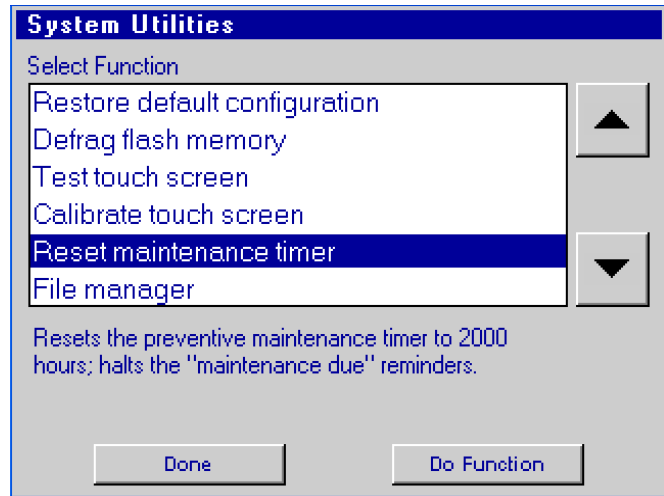 System Utilities
Select Function
Restore default configuration
Defrag flash memory
Test touch screen
Calibrate touch screen
Reset maintenance timer
File manager
Resets the preventive maintenance timer to 2000
hours; halts the "maintenance due" reminders.
Done Do Function